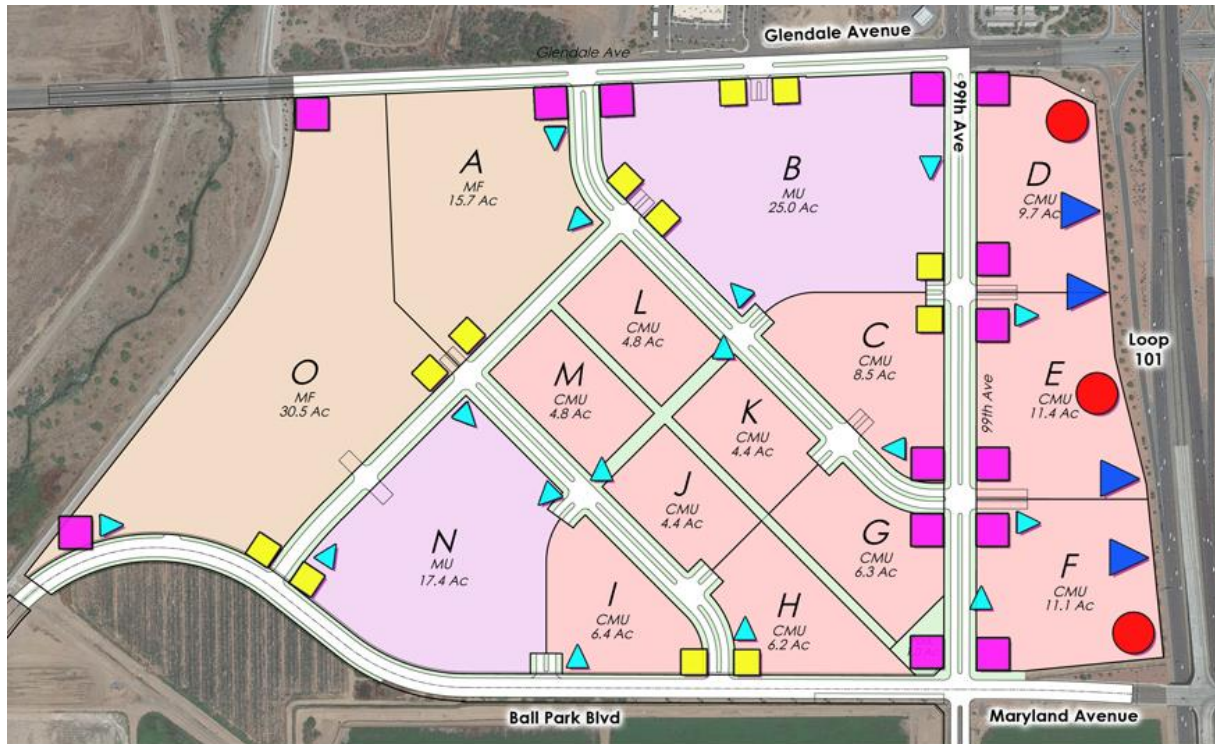 Glendale Avenue
Glendale Ave
99th Ave
A
MF
15.7 Ac
B
MU
25.0 Ac
D
CMU
9.7 Ac
L
CMU
4.8 Ac
C
CMU
8.5 Ac
Loop
101
M
CMU
4.8 Ac
O
MF
30.5 Ac
E
CMU
11.4 Ac
99th Ave
K
CMU
4.4 Ac
J
CMU
4.4 Ac
N
MU
17.4 Ac
G
CMU
6.3 Ac
F
CMU
11.1 Ac
I
CMU
6.4 Ac
H
CMU
6.2 Ac
Ball Park Blvd
Maryland Avenue